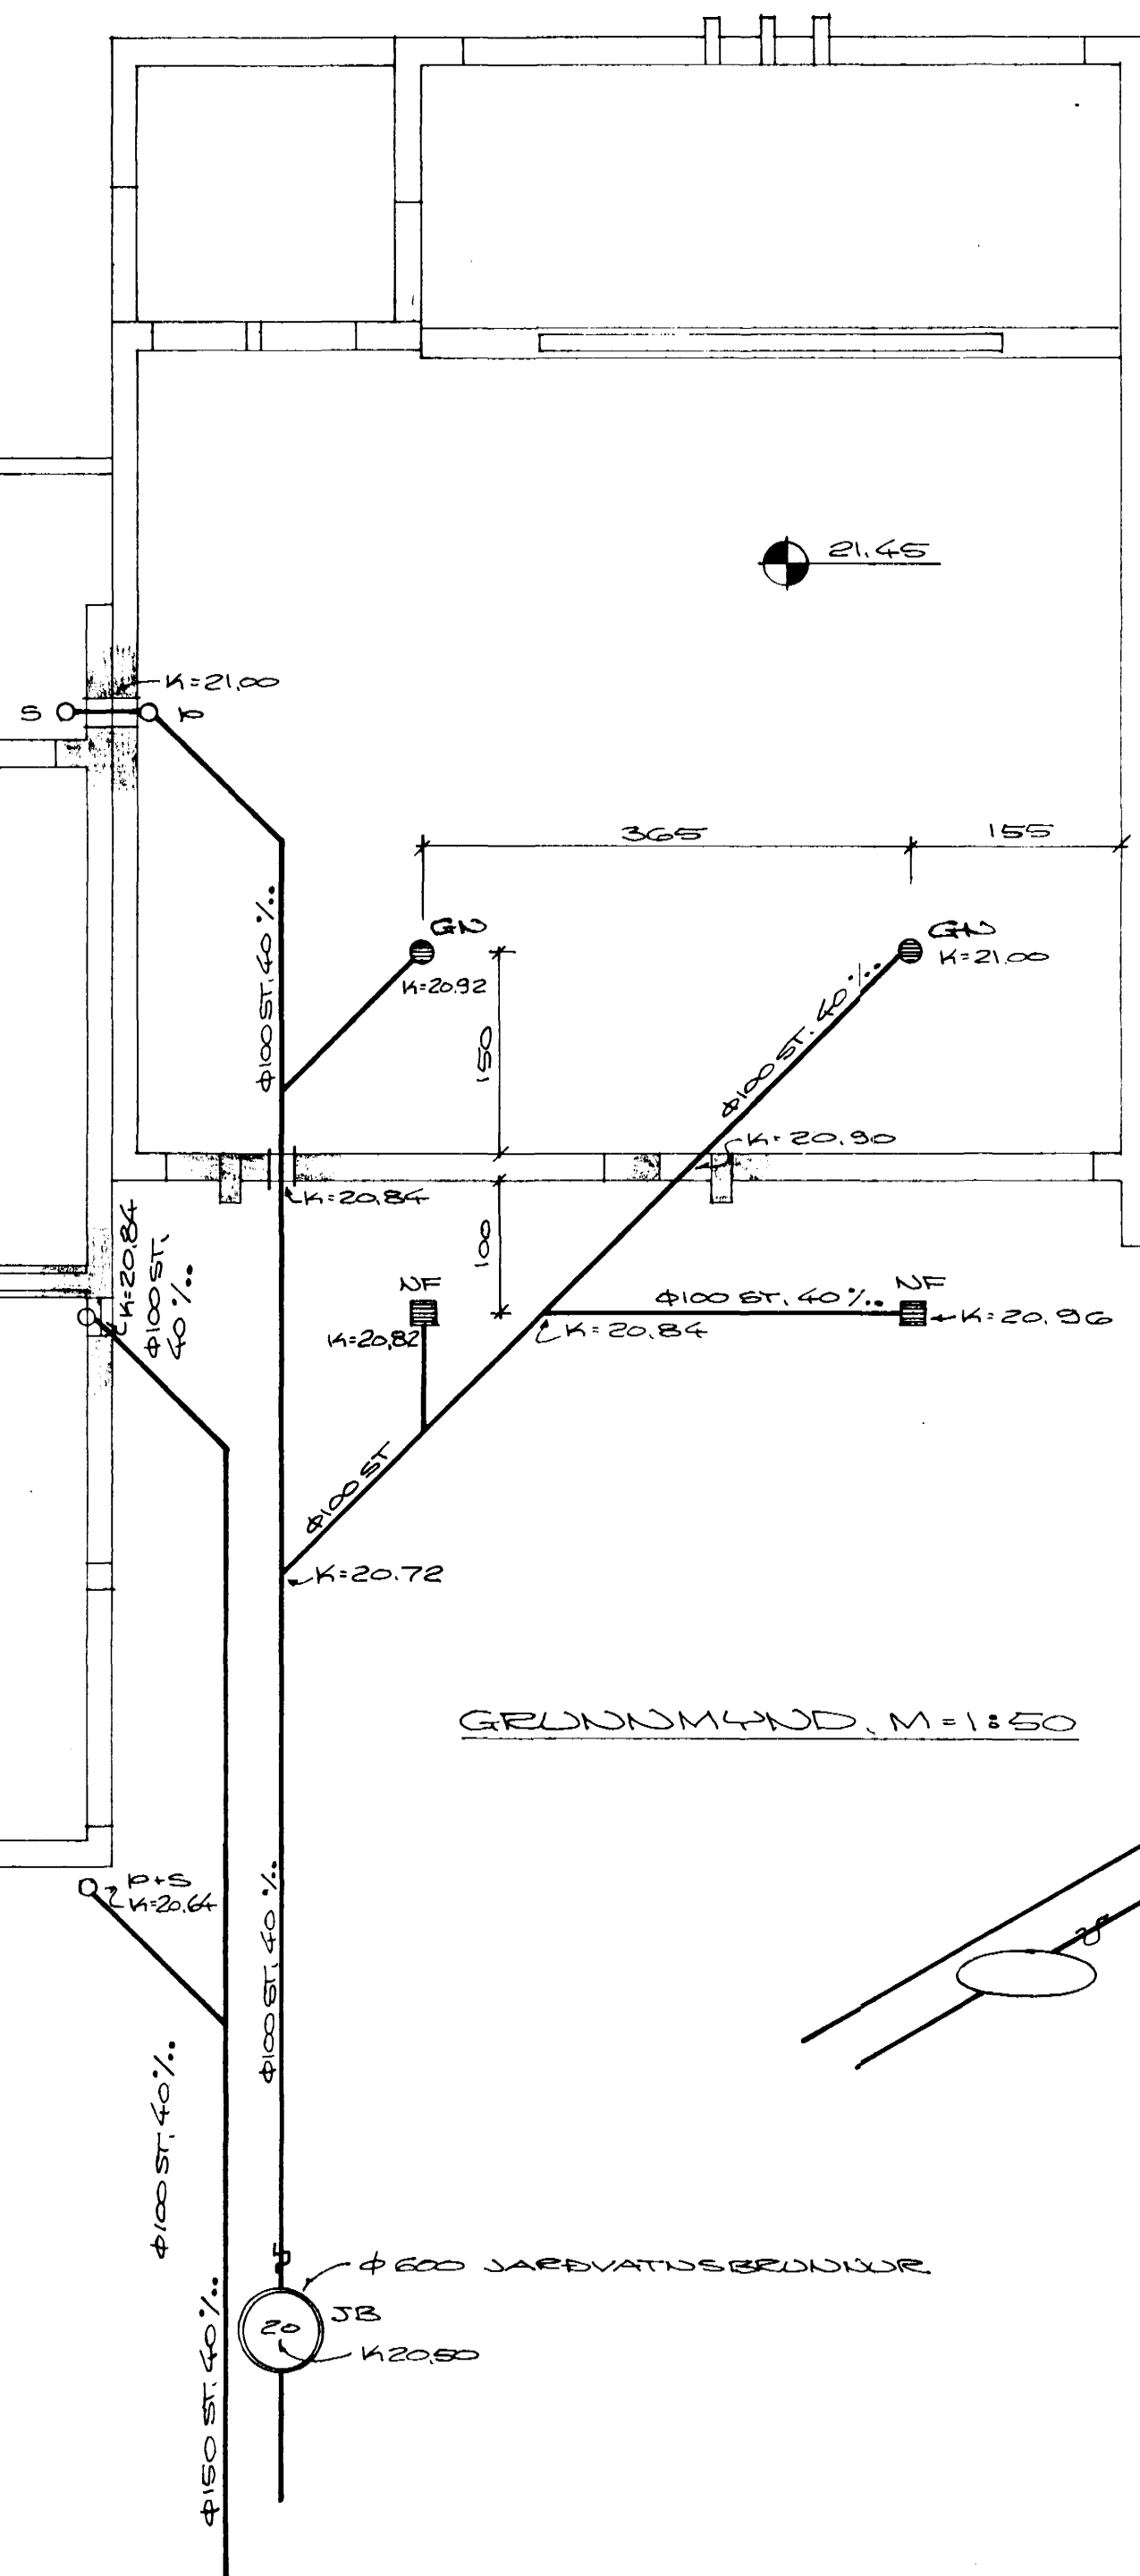 21.45
K=21.00
S
Þ
365
155
φ100 ST. 40‰
GN
K=20.92
GN
K=21.00
150
φ100 ST. 40‰
K=20.90
K=20.84
K=20.84
φ100 ST.
40‰
100
NF
K=20.82
φ100 ST. 40‰
NF
K=20.96
K=20.84
φ100 ST
K=20.72
GRUNNMYND. M=1:50
Þ+S
K=20.64
φ100 ST. 40‰
φ100 ST. 40‰
φ600 JARÐVATNSBRUNNUR
JB
20
K20.50
φ150 ST. 40‰